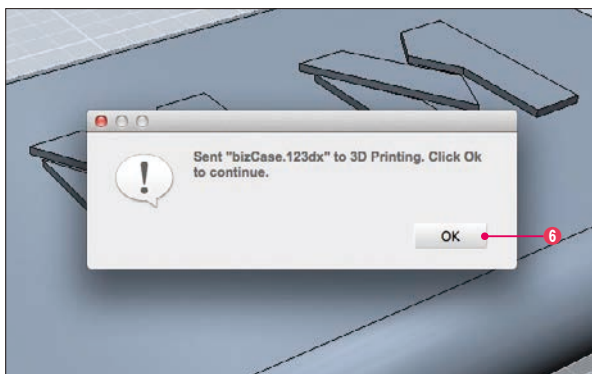 Sent "bizCase.123dx" to 3D Printing. Click Ok
to continue.
OK
6